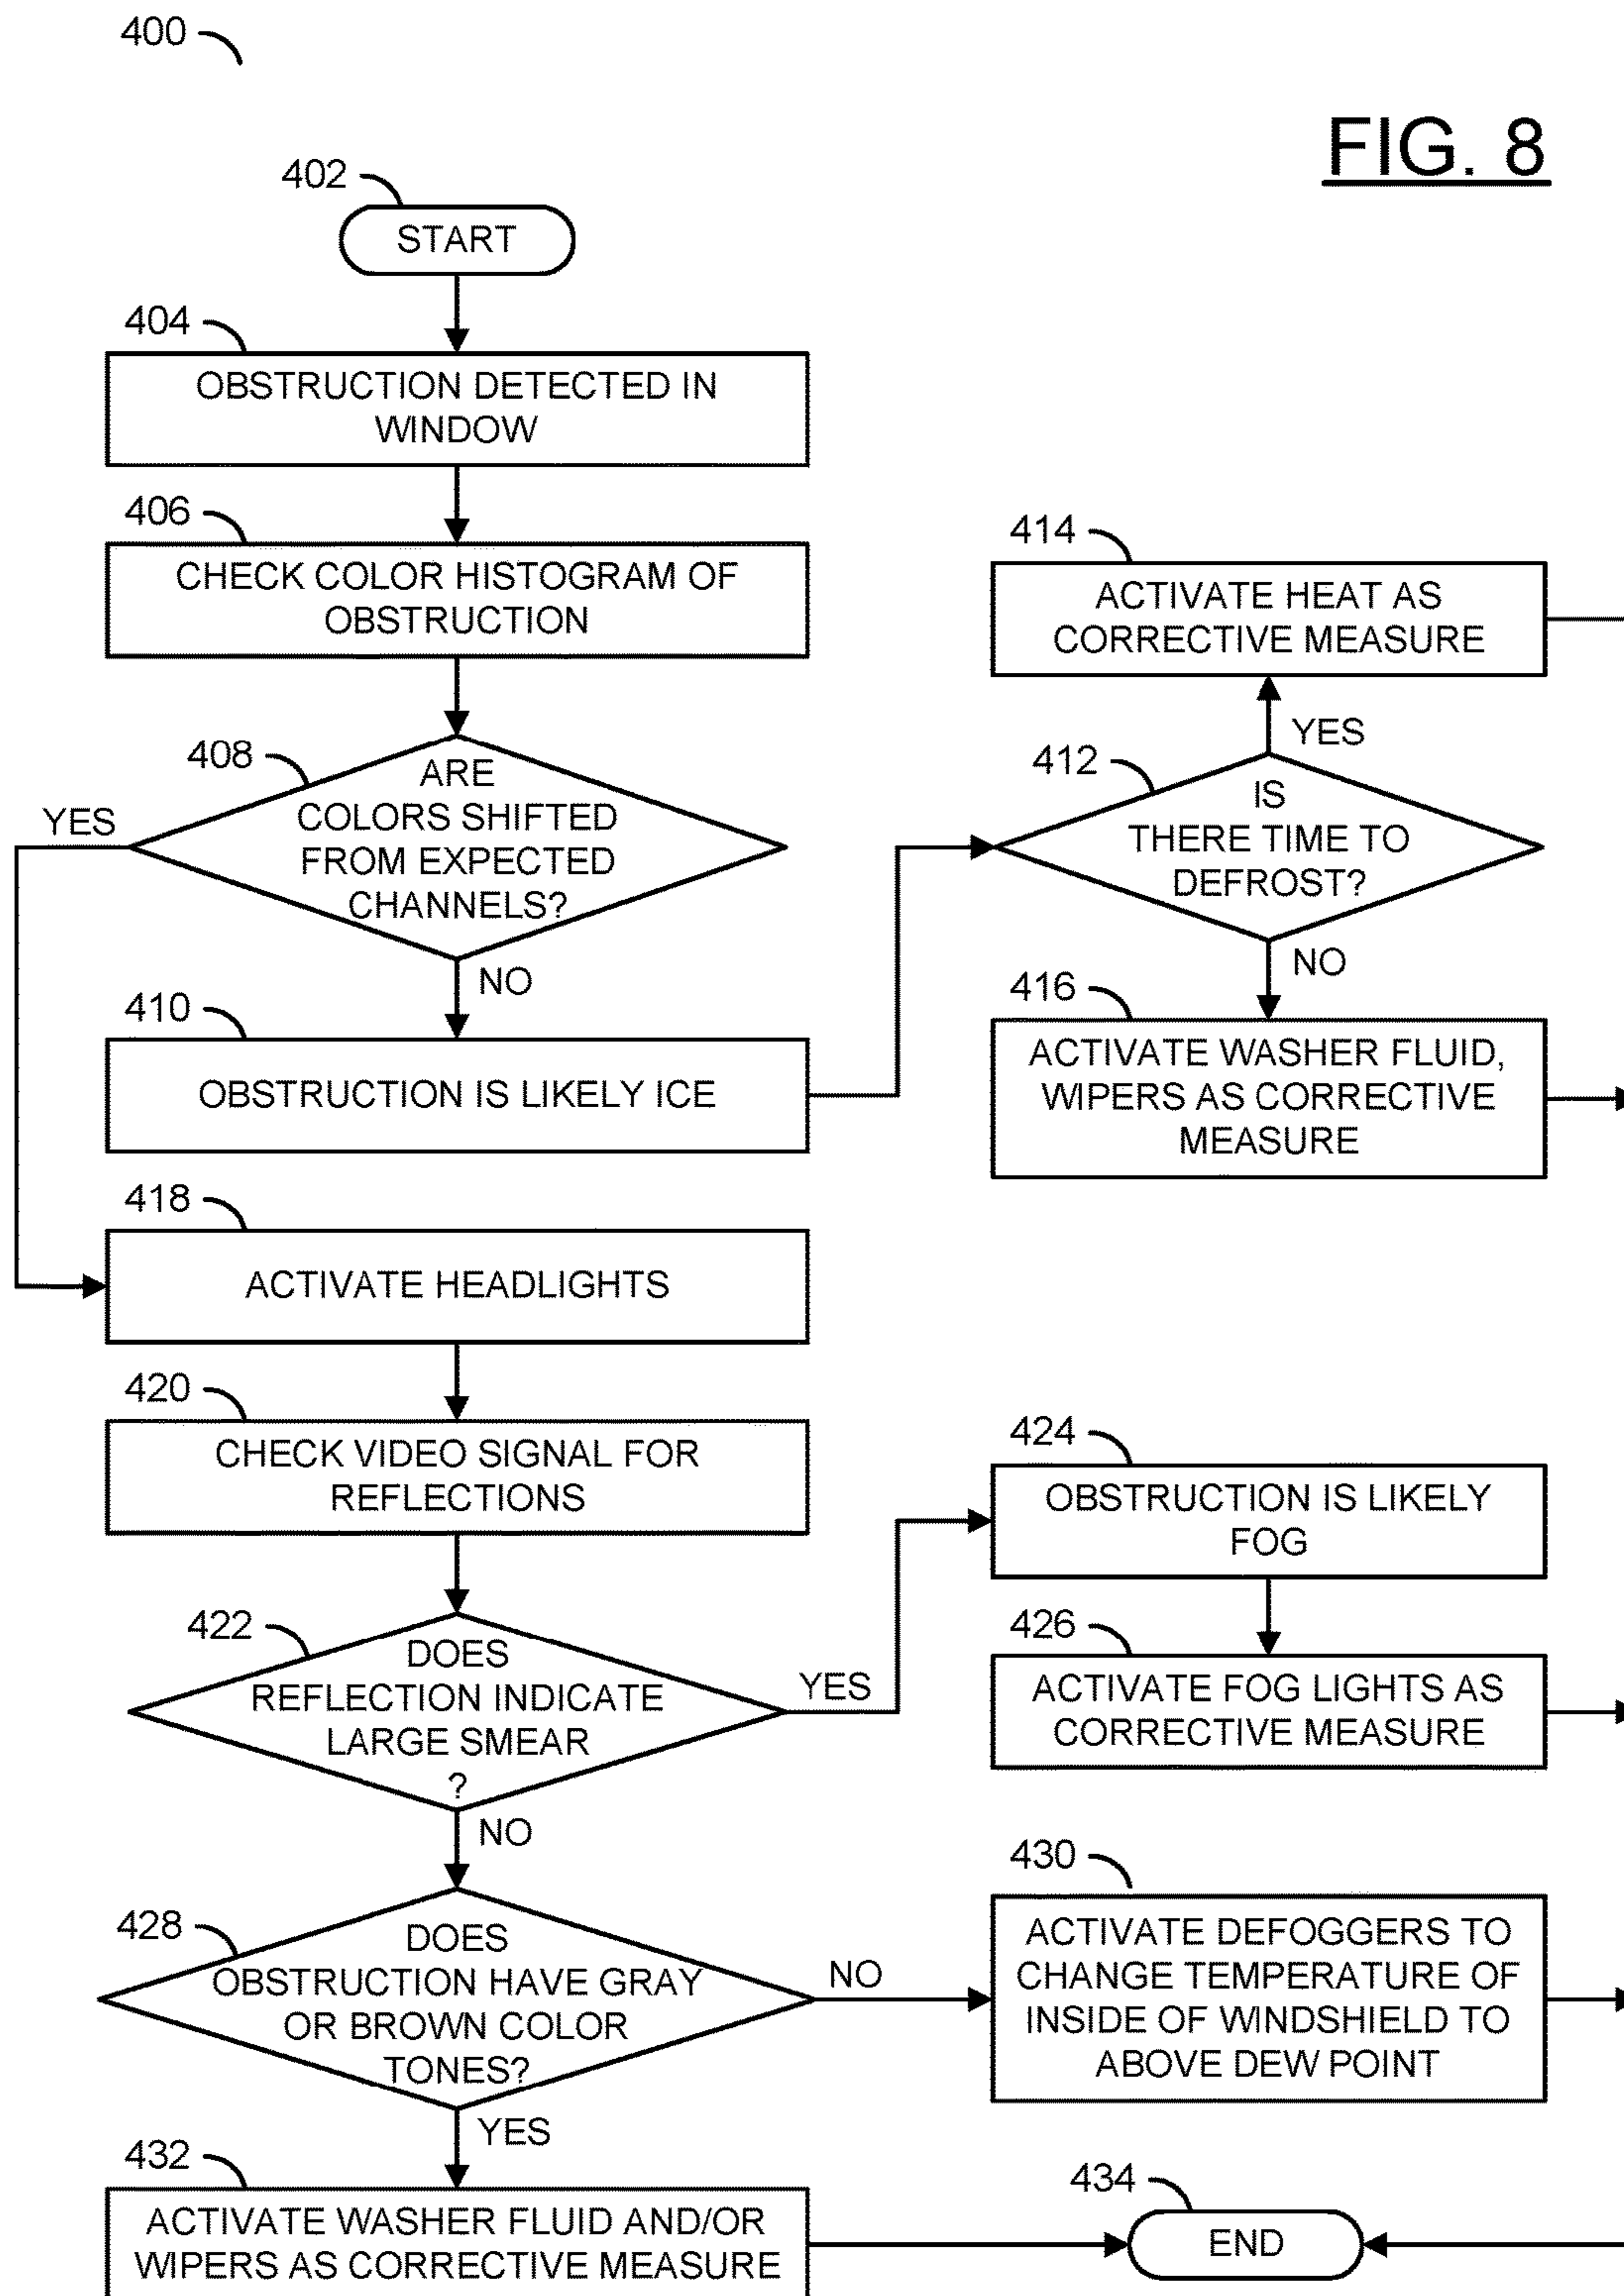 400
FIG. 8
402
START
404
OBSTRUCTION DETECTED IN
WINDOW
406
CHECK COLOR HISTOGRAM OF
OBSTRUCTION
408
ARE
COLORS SHIFTED
FROM EXPECTED
CHANNELS?
YES
NO
410
OBSTRUCTION IS LIKELY ICE
412
IS
THERE TIME TO
DEFROST?
YES
414
ACTIVATE HEAT AS
CORRECTIVE MEASURE
NO
416
ACTIVATE WASHER FLUID,
WIPERS AS CORRECTIVE
MEASURE
418
ACTIVATE HEADLIGHTS
420
CHECK VIDEO SIGNAL FOR
REFLECTIONS
422
DOES
REFLECTION INDICATE
LARGE SMEAR
?
YES
424
OBSTRUCTION IS LIKELY
FOG
426
ACTIVATE FOG LIGHTS AS
CORRECTIVE MEASURE
NO
428
DOES
OBSTRUCTION HAVE GRAY
OR BROWN COLOR
TONES?
NO
430
ACTIVATE DEFOGGERS TO
CHANGE TEMPERATURE OF
INSIDE OF WINDSHIELD TO
ABOVE DEW POINT
YES
432
ACTIVATE WASHER FLUID AND/OR
WIPERS AS CORRECTIVE MEASURE
434
END